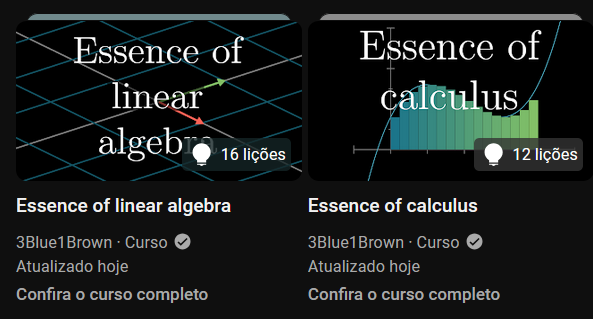 Essence of
linear
algebra
16 lições
Essence of linear algebra
3Blue1Brown · Curso
Atualizado hoje
Confira o curso completo
Essence of
calculus
12 lições
Essence of calculus
3Blue1Brown · Curso
Atualizado hoje
Confira o curso completo